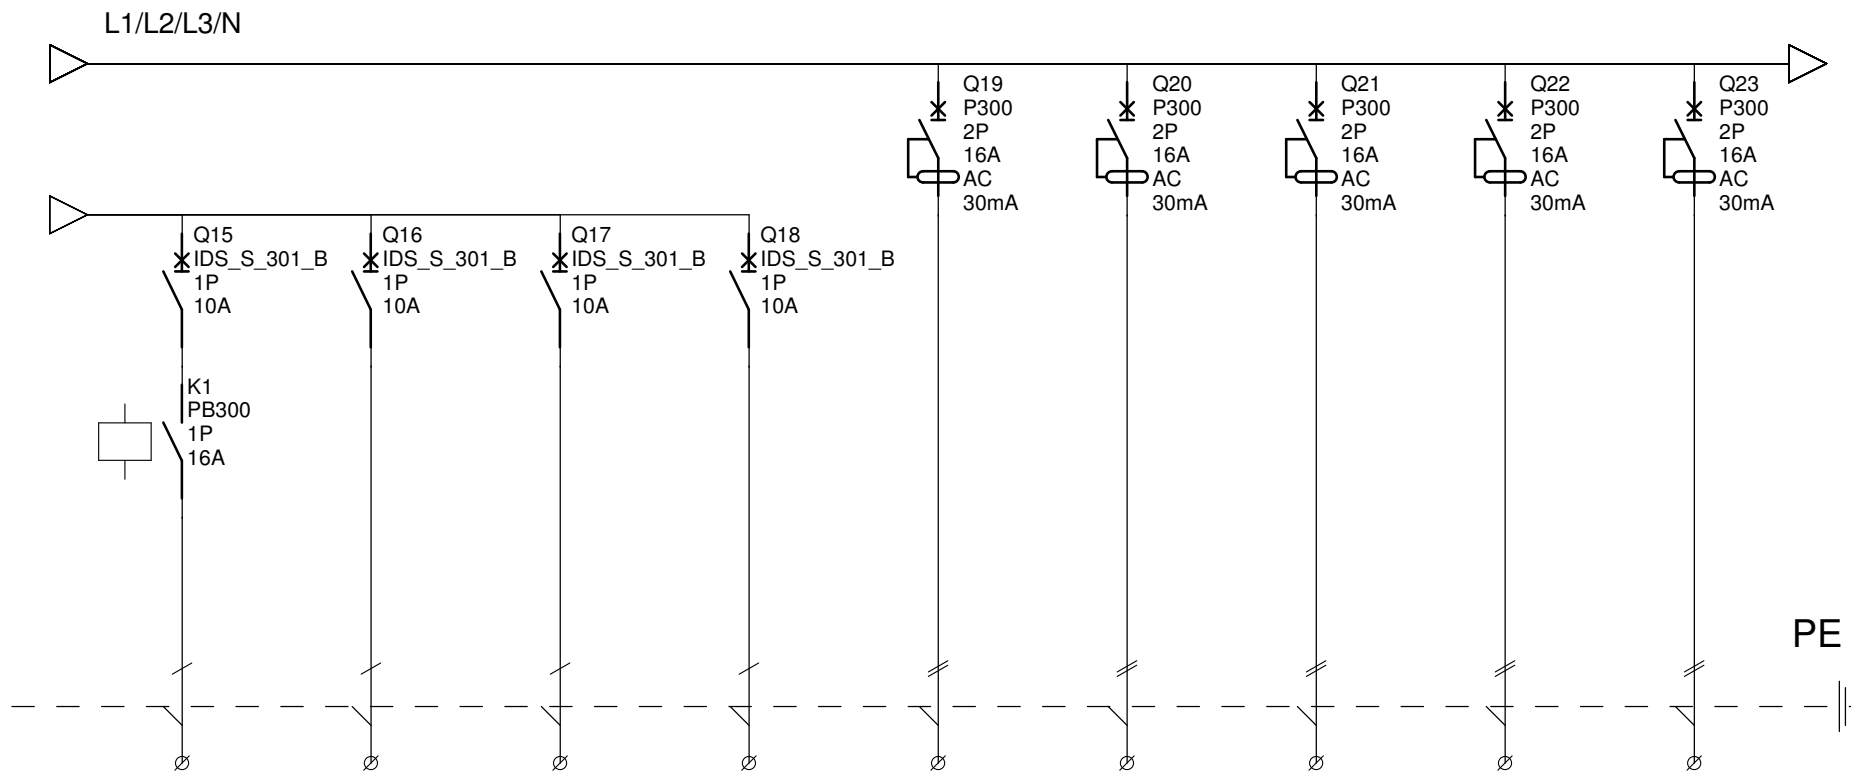 L1/L2/L3/N
Q19
P300
2P
16A
AC
30mA
Q20
P300
2P
16A
AC
30mA
Q21
P300
2P
16A
AC
30mA
Q22
P300
2P
16A
AC
30mA
Q23
P300
2P
16A
AC
30mA
Q15
IDS_S_301_B
1P
10A
Q16
IDS_S_301_B
1P
10A
Q17
IDS_S_301_B
1P
10A
Q18
IDS_S_301_B
1P
10A
K1
PB300
1P
16A
PE